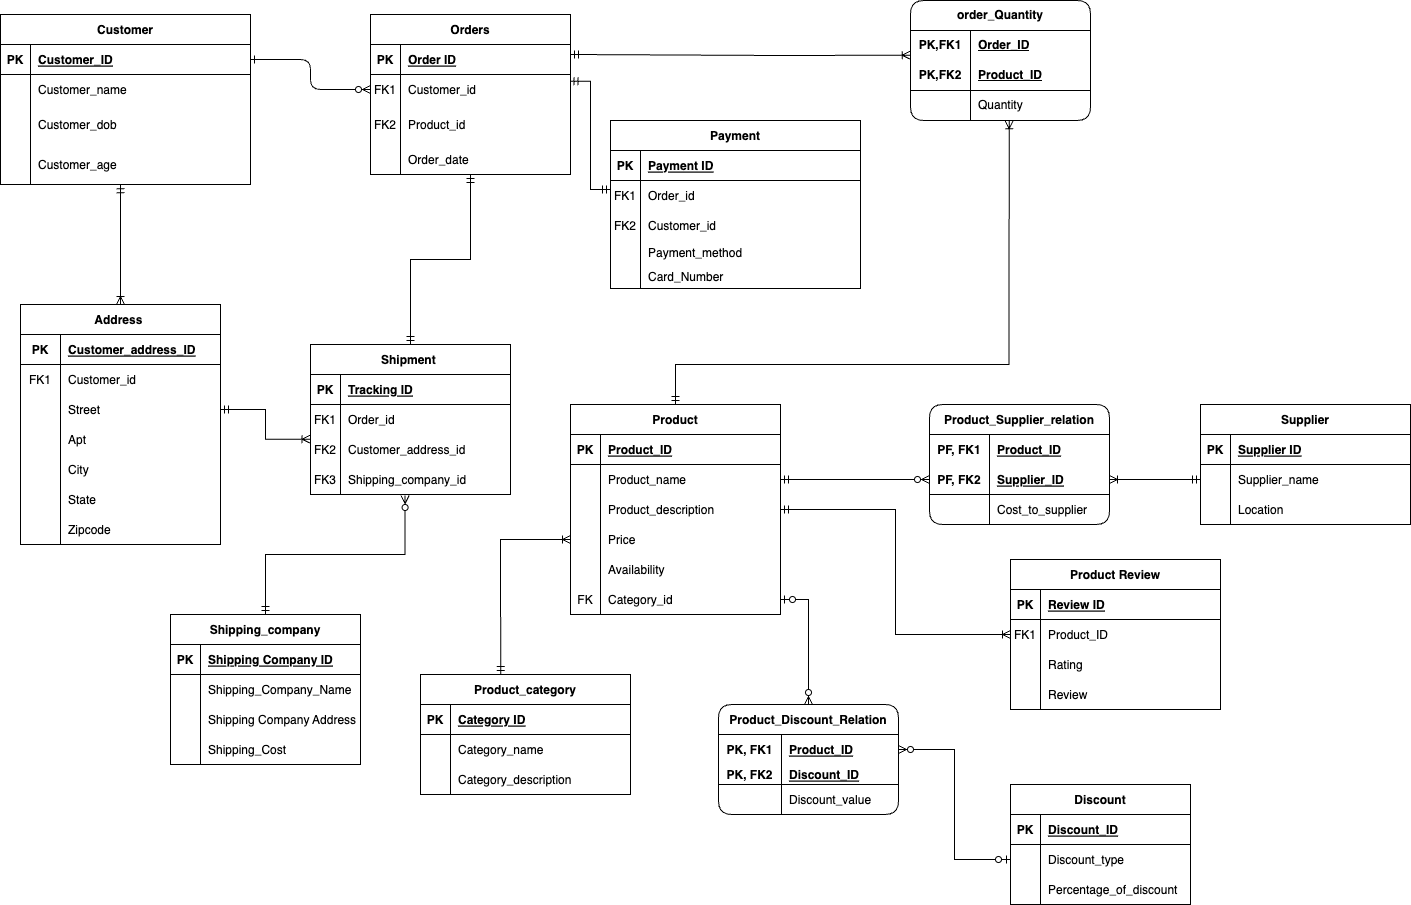 Customer
PK Customer_ID
Customer_name
Customer_dob
Customer_age
Orders
PK Order ID
FK1 Customer_id
FK2 Product_id
Order_date
order_Quantity
PK,FK1 Order_ID
PK,FK2 Product_ID
Quantity
Payment
PK Payment ID
FK1 Order_id
FK2 Customer_id
Payment_method
Card_Number
Address
PK Customer_address_ID
FK1 Customer_id
Street
Apt
City
State
Zipcode
Shipment
PK Tracking ID
FK1 Order_id
FK2 Customer_address_id
FK3 Shipping_company_id
Product
PK Product_ID
Product_name
Product_description
Price
Availability
FK Category_id
Product_Supplier_relation
PF, FK1 Product_ID
PF, FK2 Supplier_ID
Cost_to_supplier
Supplier
PK Supplier ID
Supplier_name
Location
Product Review
PK Review ID
FK1 Product_ID
Rating
Review
Shipping_company
PK Shipping Company ID
Shipping_Company_Name
Shipping Company Address
Shipping_Cost
Product_category
PK Category ID
Category_name
Category_description
Product_Discount_Relation
PK, FK1 Product_ID
PK, FK2 Discount_ID
Discount_value
Discount
PK Discount_ID
Discount_type
Percentage_of_discount